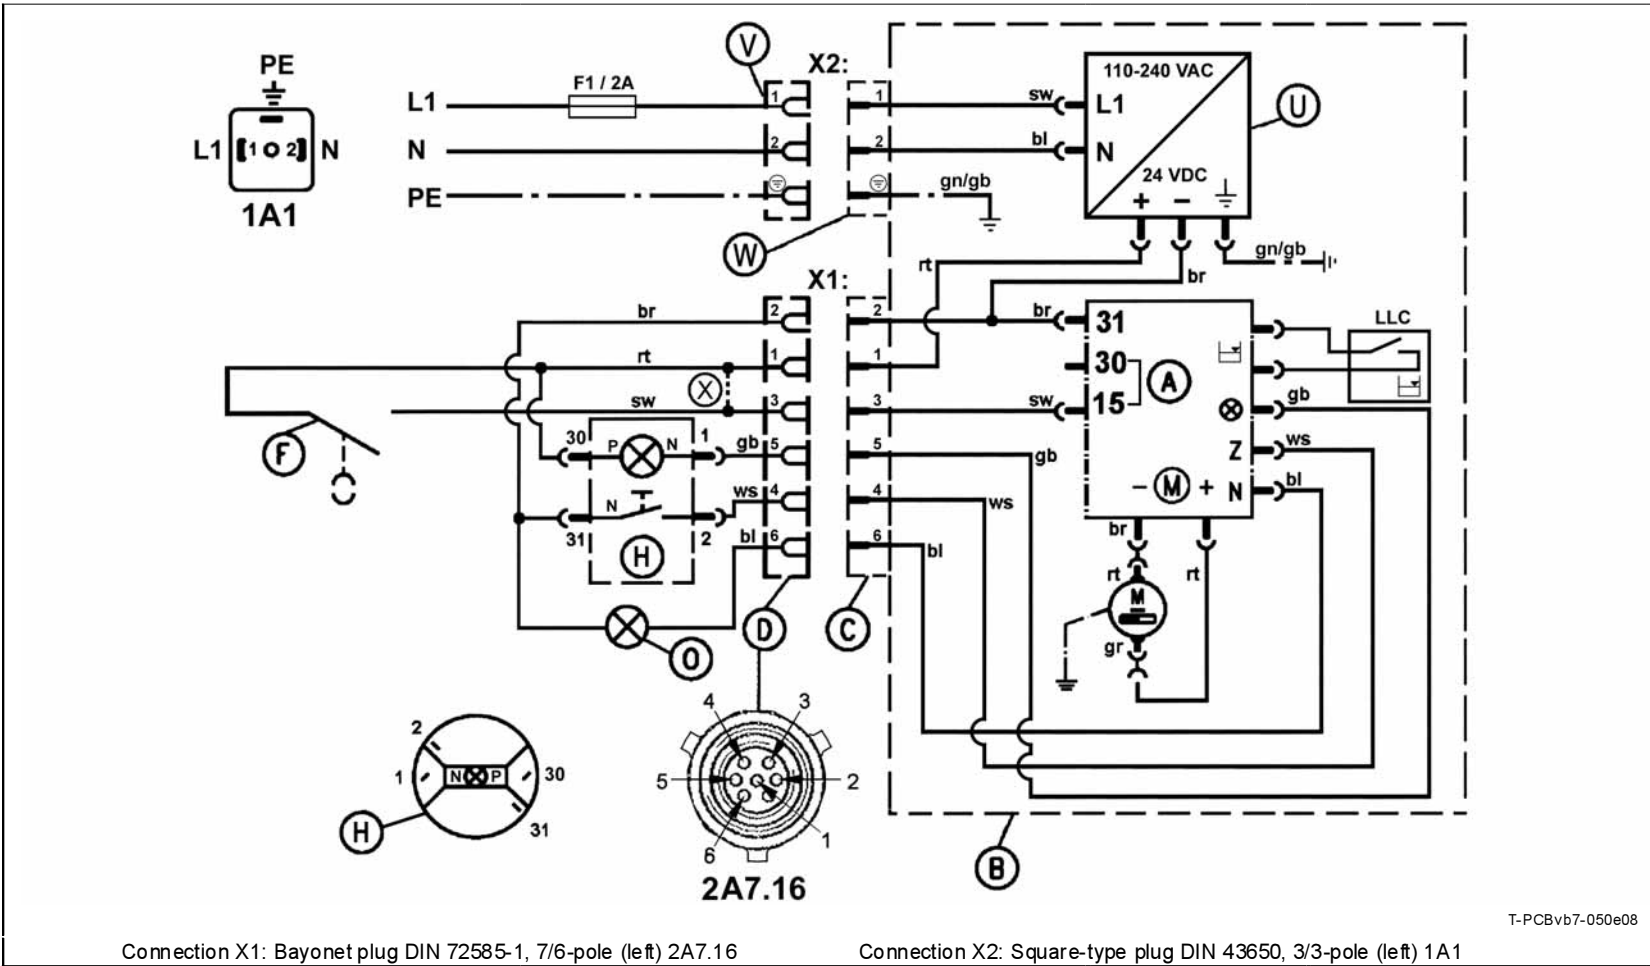 PE
L1 1 2 N
1A1
L1 F1 / 2A
N
PE
V
W
X2:
1
2
1
2
sw
bl
gn/gb
110-240 VAC
L1
N
24 VDC
+ −
U
gn/gb
rt
br
X1:
br 2
rt 1
X
sw 3
30 P N 1 gb 5
N ws 4
31 H 2 bl 6
F
O
D
C
2
1
3
5
4
6
br
sw
gb
ws
bl
31
30
15
A
LLC
gb
Z ws
− M + N bl
br
rt rt
M
gr
B
2
1 N P 30
31
H
4 3
5 2
6 1
2A7.16
T-PCBvb7-050e08
Connection X1: Bayonet plug DIN 72585-1, 7/6-pole (left) 2A7.16
Connection X2: Square-type plug DIN 43650, 3/3-pole (left) 1A1